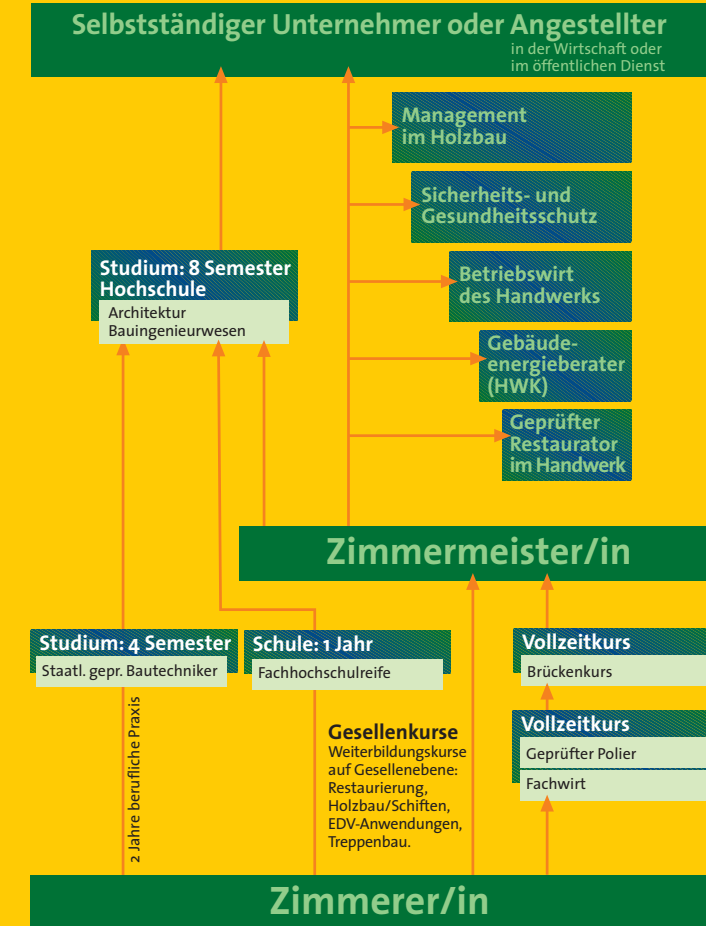 Selbstständiger Unternehmer oder Angestellter
in der Wirtschaft oder
im öffentlichen Dienst
Management
im Holzbau
Sicherheits- und
Gesundheitsschutz
Studium: 8 Semester
Hochschule
Architektur
Bauingenieurwesen
Betriebswirt
des Handwerks
Gebäude-
energieberater
(HWK)
Geprüfter
Restaurator
im Handwerk
Zimmermeister/in
Studium: 4 Semester
Staatl. gepr. Bautechniker
Schule: 1 Jahr
Fachhochschulreife
Vollzeitkurs
Brückenkurs
2 Jahre berufliche Praxis
Gesellenkurse
Weiterbildungskurse
auf Gesellenebene:
Restaurierung,
Holzbau/Schiften,
EDV-Anwendungen,
Treppenbau.
Vollzeitkurs
Geprüfter Polier
Fachwirt
Zimmerer/in